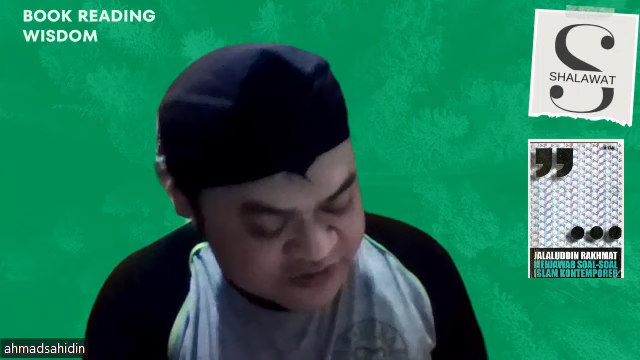 BOOK READING
WISDOM
S
SHALAWAT
JALALUDDIN RAKHMAT
MENJAWAB SOAL-SOAL
ISLAM KONTEMPORER
ahmadsahidin